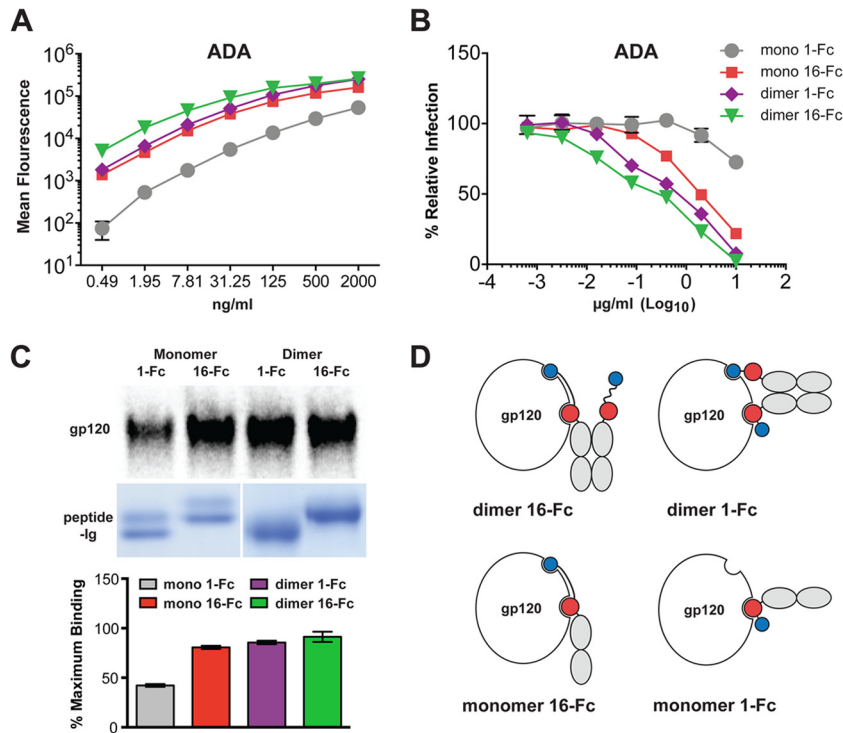 A
ADA
Mean Flourescence
10^6
10^5
10^4
10^3
10^2
10^1
0.49 1.95 7.81 31.25 125 500 2000
ng/ml
B
ADA
% Relative Infection
150
100
50
0
-4 -3 -2 -1 0 1 2
µg/ml (Log10)
mono 1-Fc
mono 16-Fc
dimer 1-Fc
dimer 16-Fc
C
Monomer Dimer
1-Fc 16-Fc 1-Fc 16-Fc
gp120
peptide
-Ig
% Maximum Binding
150
100
50
0
mono 1-Fc dimer 1-Fc
mono 16-Fc dimer 16-Fc
D
gp120 gp120
dimer 16-Fc dimer 1-Fc
gp120 gp120
monomer 16-Fc monomer 1-Fc